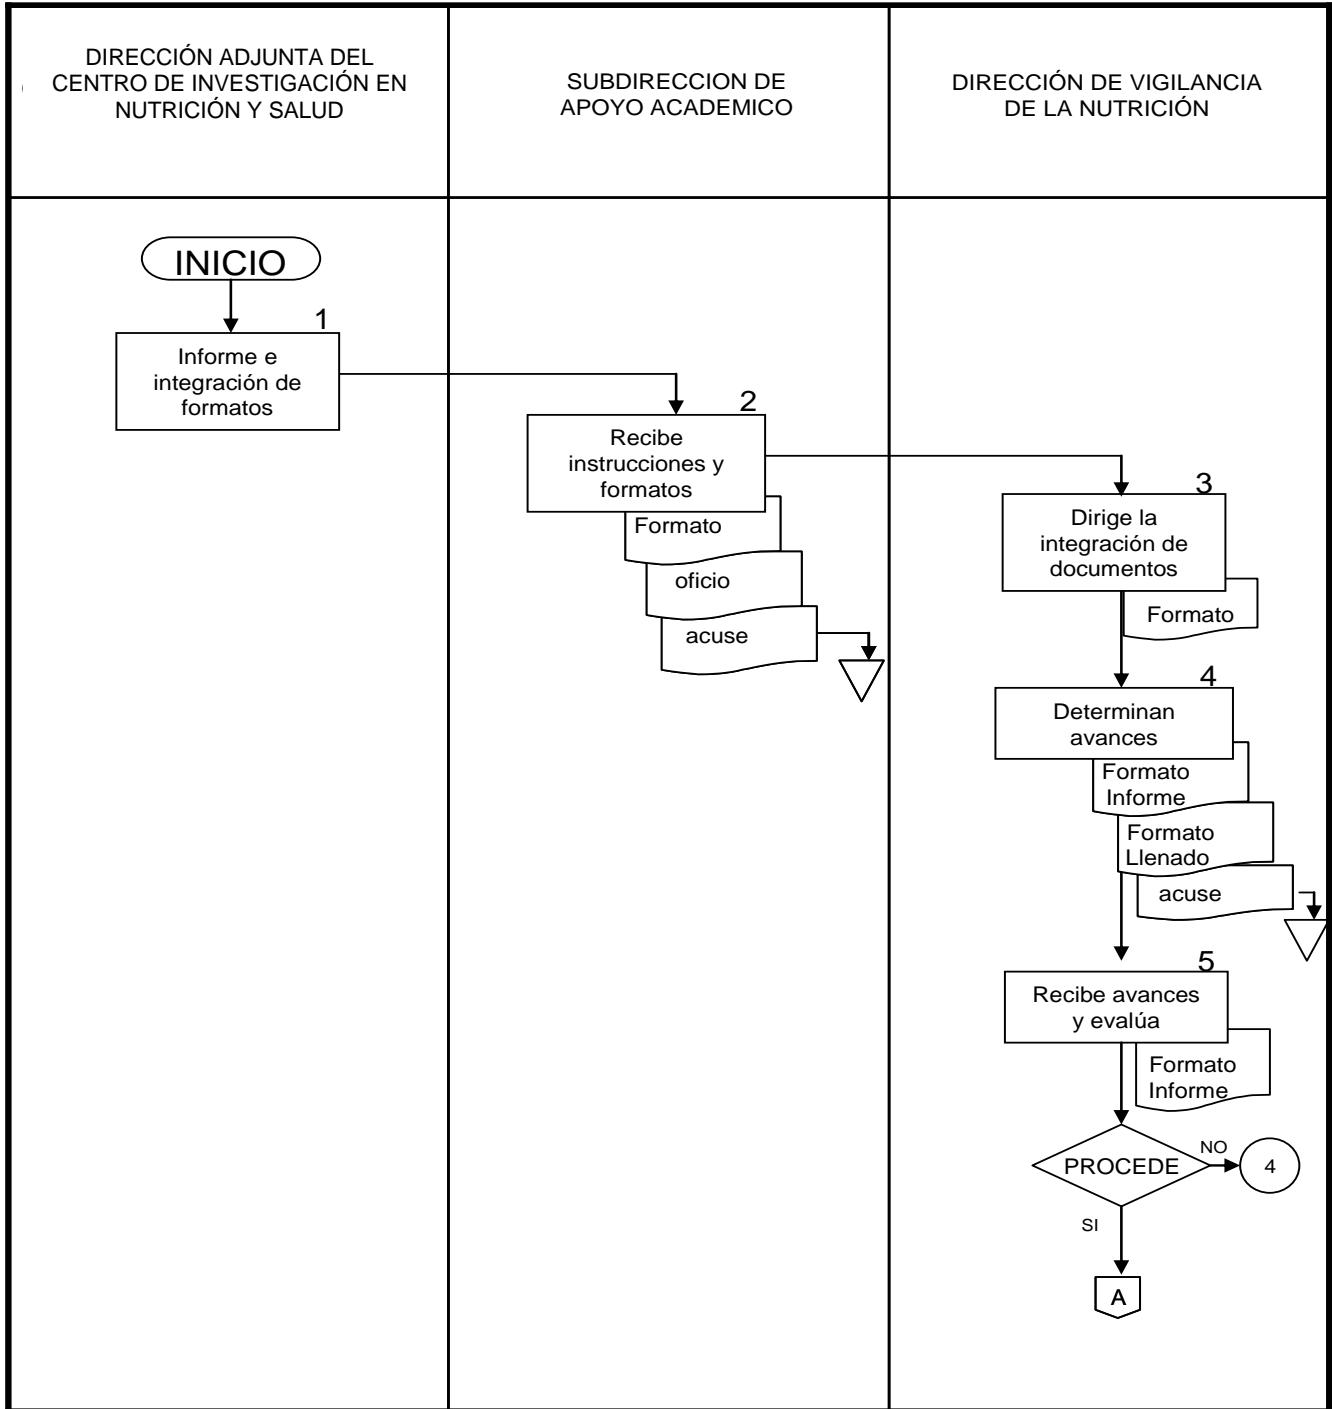 DIRECCIÓN ADJUNTA DEL
CENTRO DE INVESTIGACIÓN EN
NUTRICIÓN Y SALUD
SUBDIRECCION DE
APOYO ACADEMICO
DIRECCIÓN DE VIGILANCIA
DE LA NUTRICIÓN
INICIO
1
Informe e
integración de
formatos
2
Recibe
instrucciones y
formatos
Formato
oficio
acuse
3
Dirige la
integración de
documentos
Formato
4
Determinan
avances
Formato
Informe
Formato
Llenado
acuse
5
Recibe avances
y evalúa
Formato
Informe
PROCEDE
NO
4
SI
A